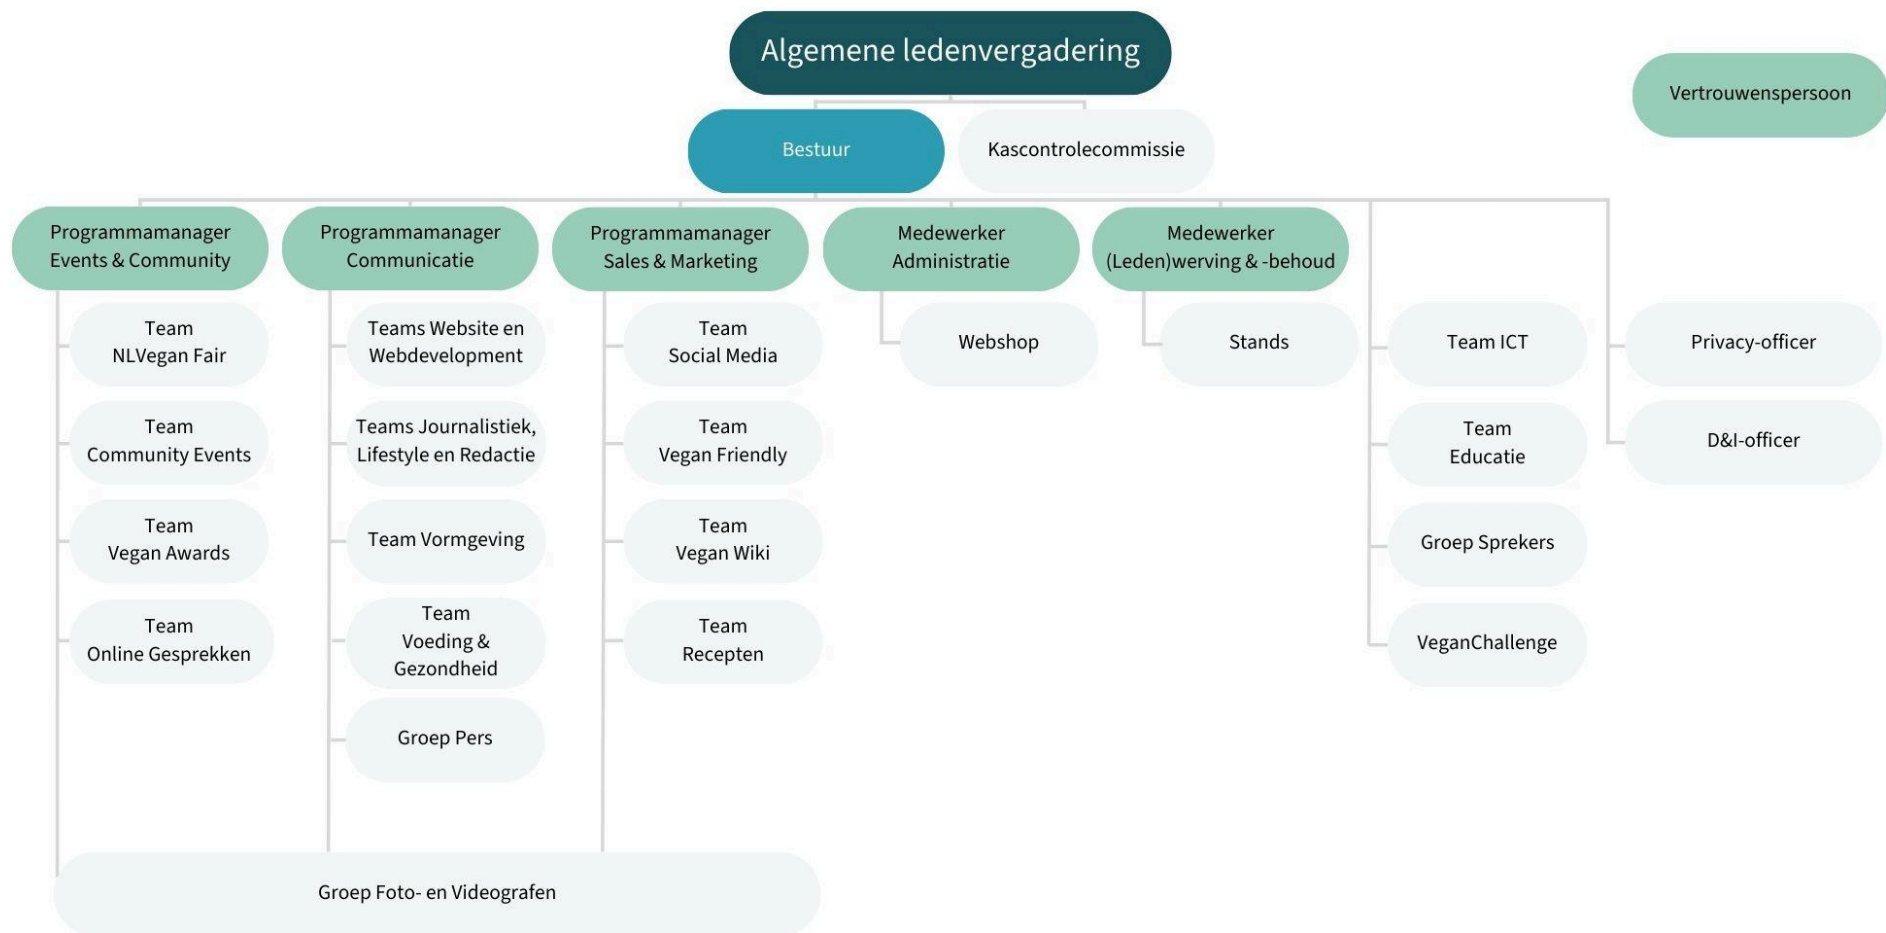 Algemene ledenvergadering
Vertrouwenspersoon
Bestuur
Kascontrolecommissie
Programmamanager
Events & Community
Programmamanager
Communicatie
Programmamanager
Sales & Marketing
Medewerker
Administratie
Medewerker
(Leden)werving & -behoud
Team
NLVegan Fair
Team
Community Events
Team
Vegan Awards
Team
Online Gesprekken
Teams Website en
Webdevelopment
Teams Journalistiek,
Lifestyle en Redactie
Team Vormgeving
Team
Voeding &
Gezondheid
Groep Pers
Team
Social Media
Team
Vegan Friendly
Team
Vegan Wiki
Team
Recepten
Webshop
Stands
Team ICT
Team
Educatie
Groep Sprekers
VeganChallenge
Privacy-officer
D&I-officer
Groep Foto- en Videografen